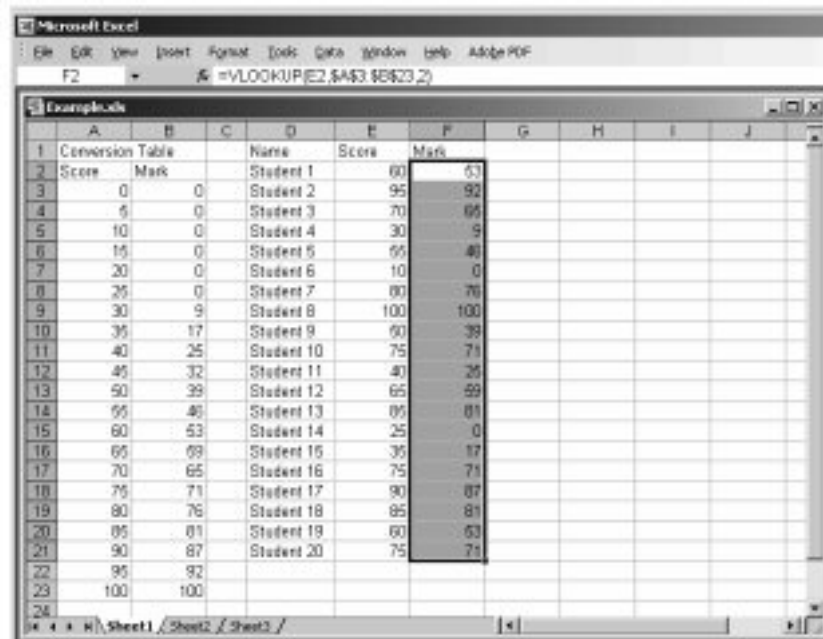 Microsoft Excel
File Edit View Insert Format Tools Data Window Help Adobe PDF
F2 fx =VLOOKUP(E2,$A$3:$B$23,2)
Example.xls
A B C D E F G H I J
1 Conversion Table Name Score Mark
2 Score Mark Student 1 60 53
3 0 0 Student 2 95 92
4 5 0 Student 3 70 65
5 10 0 Student 4 30 9
6 15 0 Student 5 55 46
7 20 0 Student 6 10 0
8 25 0 Student 7 80 76
9 30 9 Student 8 100 100
10 35 17 Student 9 50 39
11 40 25 Student 10 75 71
12 45 32 Student 11 40 25
13 50 39 Student 12 65 59
14 55 46 Student 13 85 81
15 60 53 Student 14 25 0
16 65 59 Student 15 35 17
17 70 65 Student 16 75 71
18 75 71 Student 17 90 87
19 80 76 Student 18 85 81
20 85 81 Student 19 60 53
21 90 87 Student 20 75 71
22 95 92
23 100 100
24
Sheet1 / Sheet2 / Sheet3 /